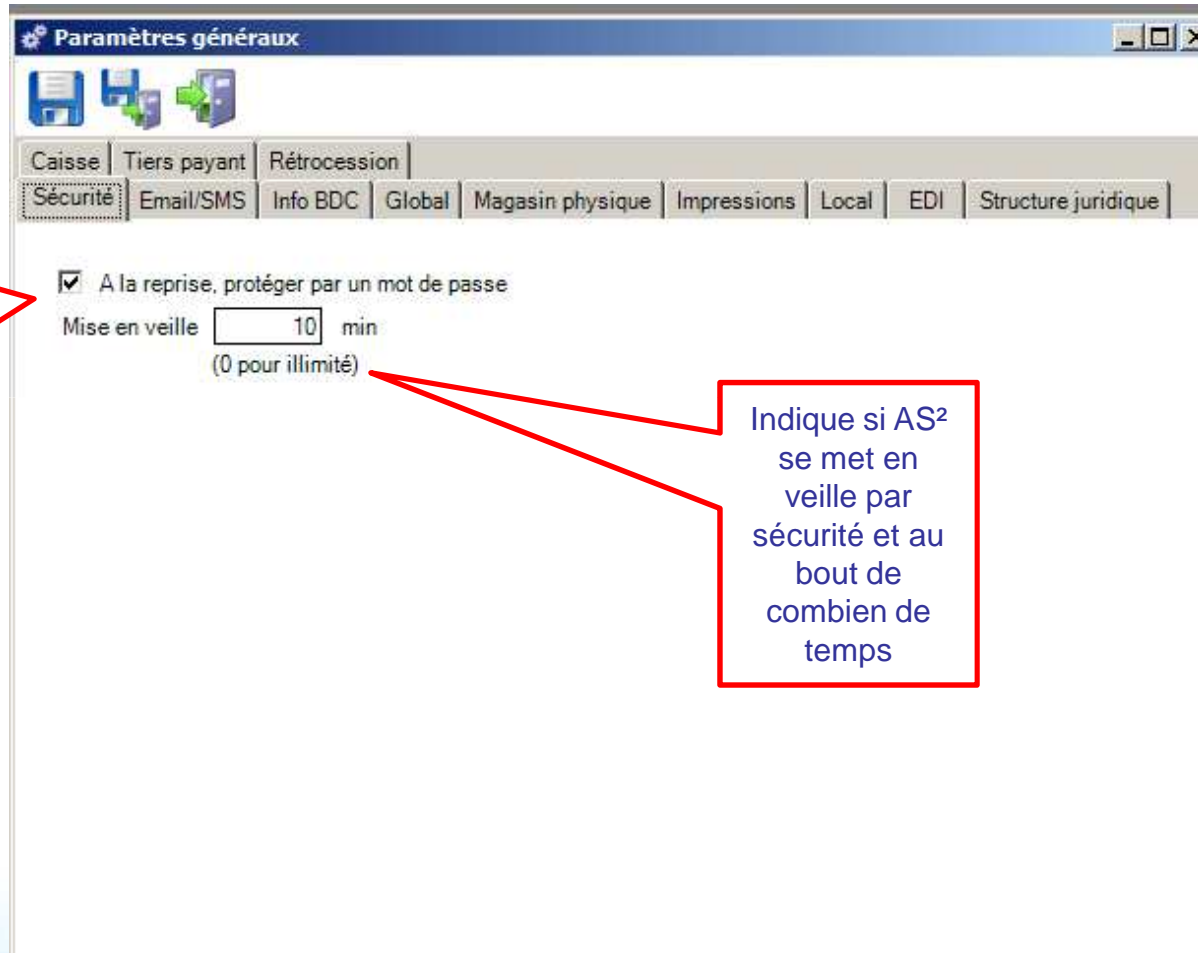 Paramètres généraux
Caisse Tiers payant Rétrocession
Sécurité Email/SMS Info BDC Global Magasin physique Impressions Local EDI Structure juridique
A la reprise, protéger par un mot de passe
Mise en veille 10 min
(0 pour illimité)
Indique si AS²
se met en
veille par
sécurité et au
bout de
combien de
temps